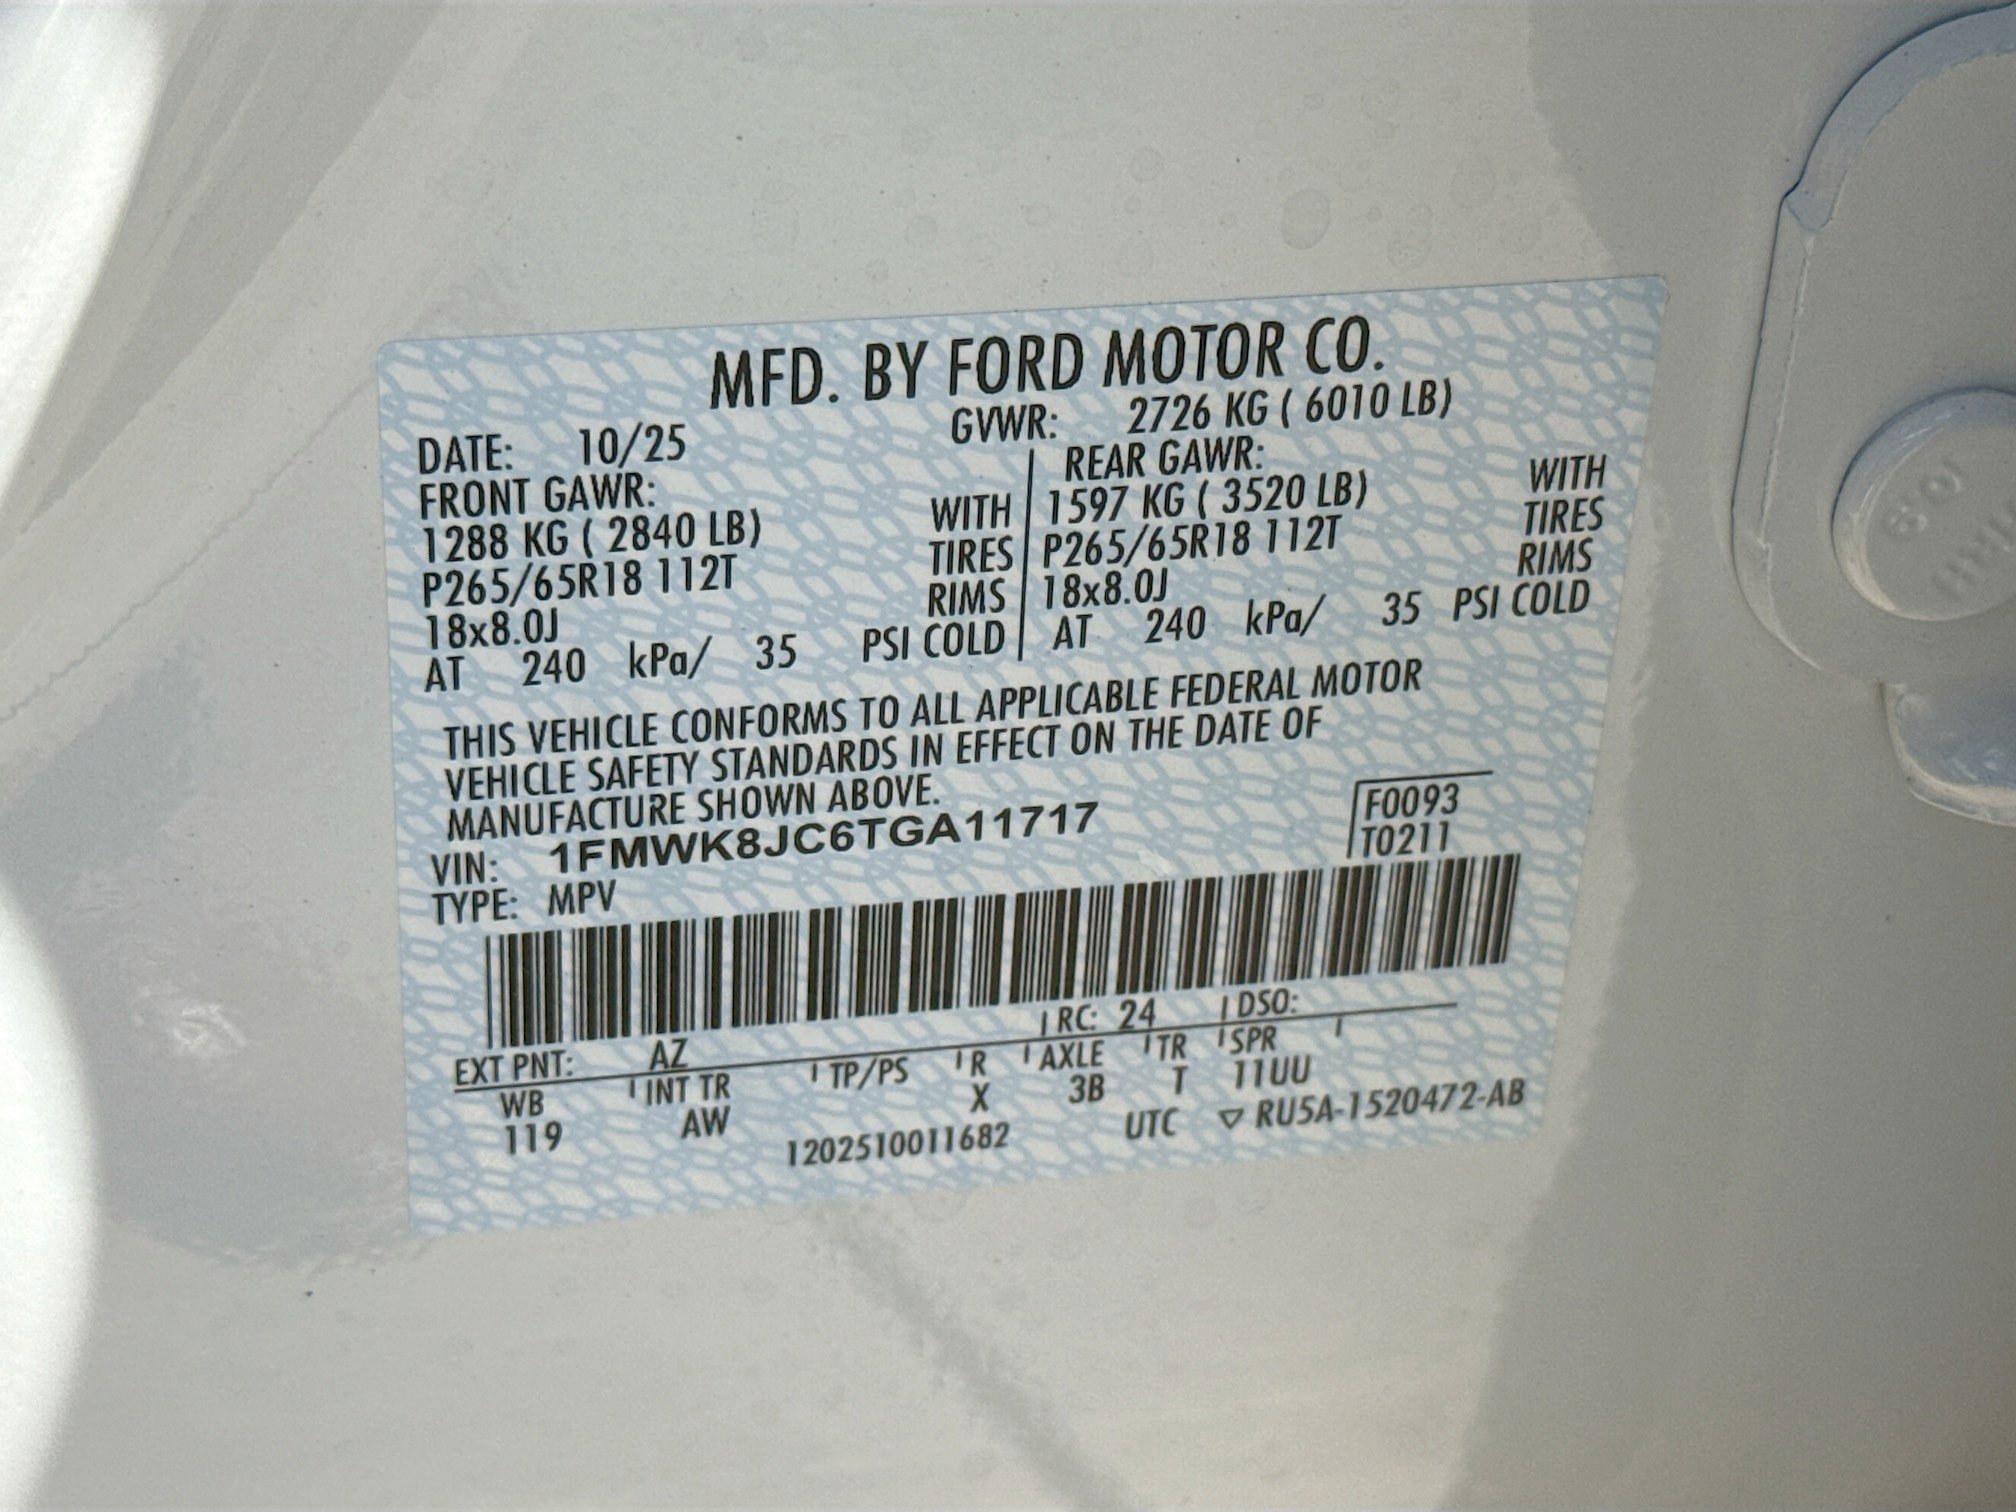 MFD. BY FORD MOTOR CO.
DATE: 10/25 GVWR: 2726 KG ( 6010 LB)
FRONT GAWR: REAR GAWR:
1288 KG ( 2840 LB) WITH 1597 KG ( 3520 LB) WITH
P265/65R18 112T TIRES P265/65R18 112T TIRES
18x8.0J RIMS 18x8.0J RIMS
AT 240 kPa/ 35 PSI COLD AT 240 kPa/ 35 PSI COLD
THIS VEHICLE CONFORMS TO ALL APPLICABLE FEDERAL MOTOR
VEHICLE SAFETY STANDARDS IN EFFECT ON THE DATE OF
MANUFACTURE SHOWN ABOVE.
VIN: 1FMWK8JC6TGA11717 F0093
TYPE: MPV T0211
EXT PNT: AZ RC: 24 DSO:
WB INT TR TP/PS R AXLE TR SPR
119 AW X 3B T 11UU
1202510011682 UTC ▽ RU5A-1520472-AB